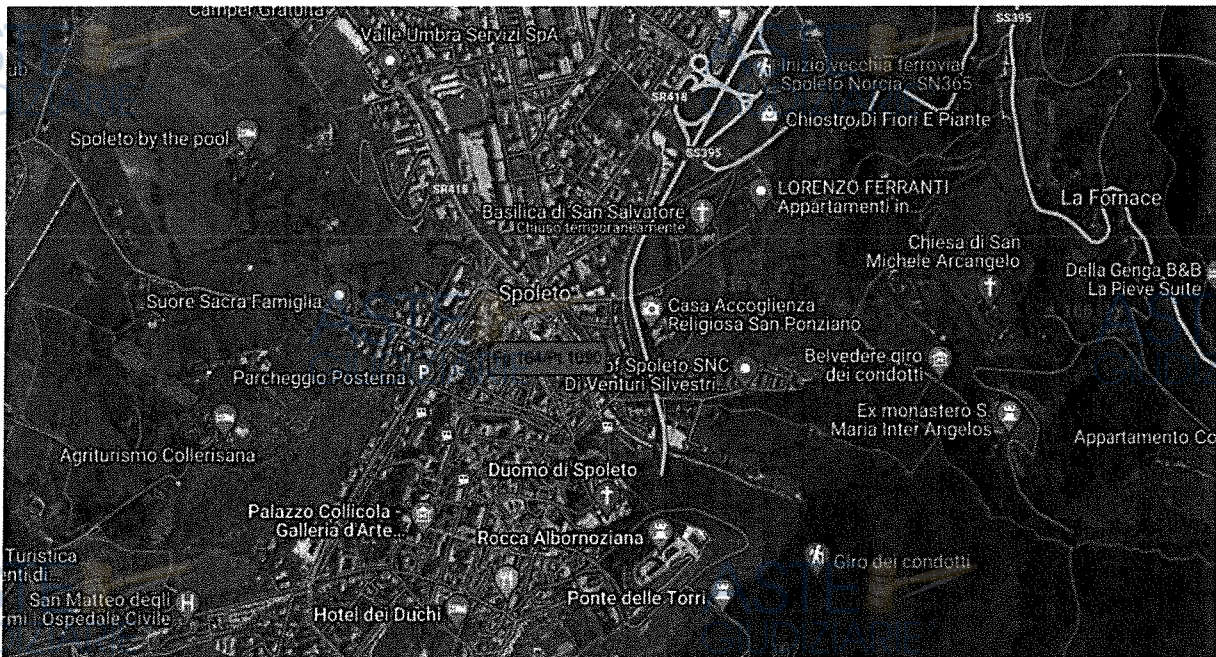 Camper Gratuita
Valle Umbra Servizi SpA
SS395
Inizio vecchia ferrovia
Spoleto Norcia, SN365
SR418
Chiostro Di Fiori E Piante
Spoleto by the pool
SS395
SR418
LORENZO FERRANTI
Appartamenti in...
La Fornace
Basilica di San Salvatore
Chiuso temporaneamente
Chiesa di San
Michele Arcangelo
Della Genga B&B
La Pieve Suite
Suore Sacra Famiglia
Spoleto
Casa Accoglienza
Religiosa San Ponziano
Parcheggio Posterna
P
of Spoleto SNC
Di Venturi Silvestri...
Belvedere giro
dei condotti
Ex monastero S.
Maria Inter Angelos
Agriturismo Collerisana
Appartamento Co
Duomo di Spoleto
Palazzo Collicola -
Galleria d'Arte...
Rocca Albornoziana
Giro dei condotti
Turistica
enti di...
San Matteo degli
rmi : Ospedale Civile
H
Hotel dei Duchi
Ponte delle Torri
ASTE
GIUDIZIARIE